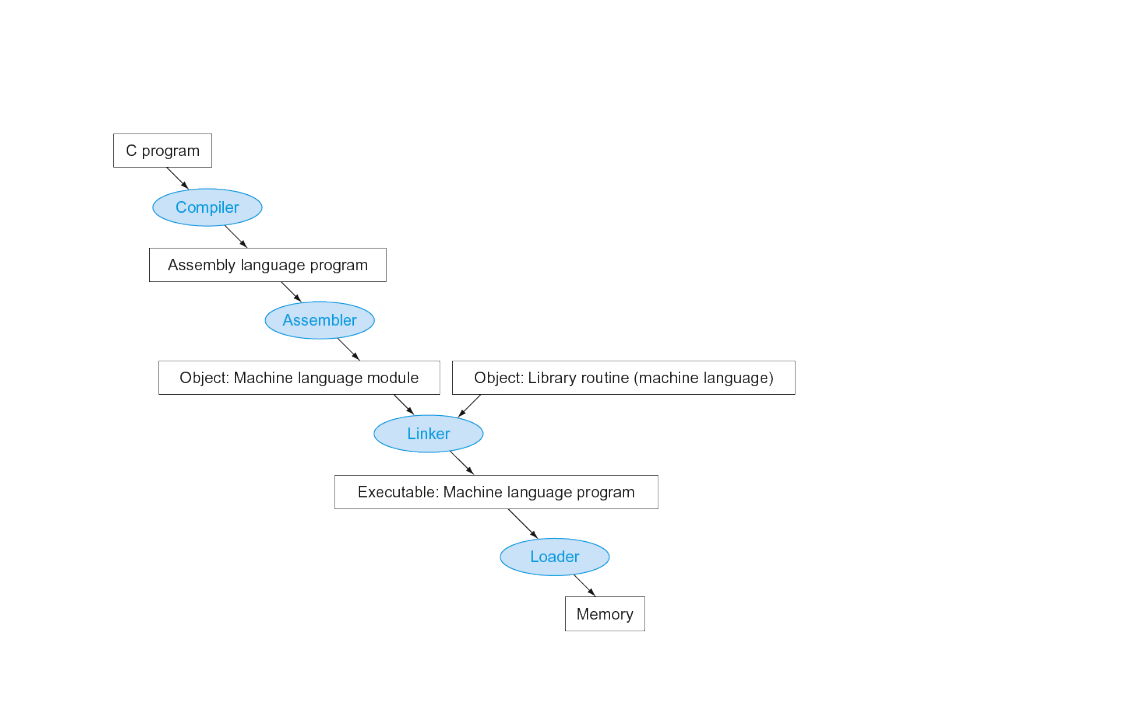 C program
Compiler
Assembly language program
Assembler
Object: Machine language module
Object: Library routine (machine language)
Linker
Executable: Machine language program
Loader
Memory